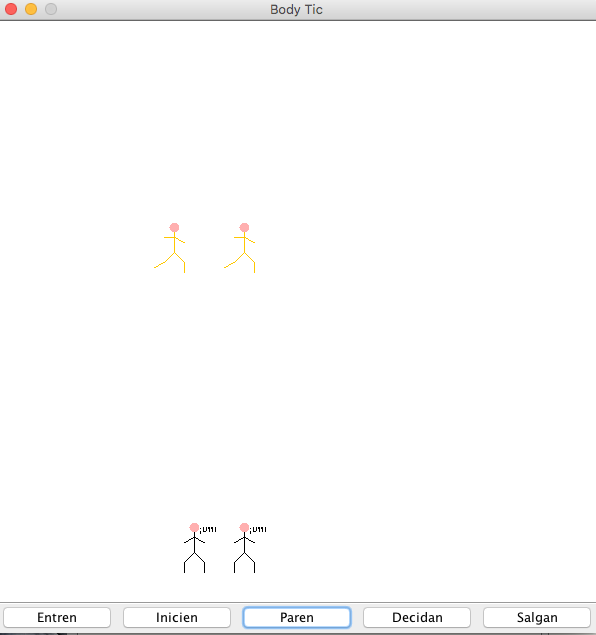 Body Tic
¡U!!!
¡U!!!
Entren
Inicien
Paren
Decidan
Salgan